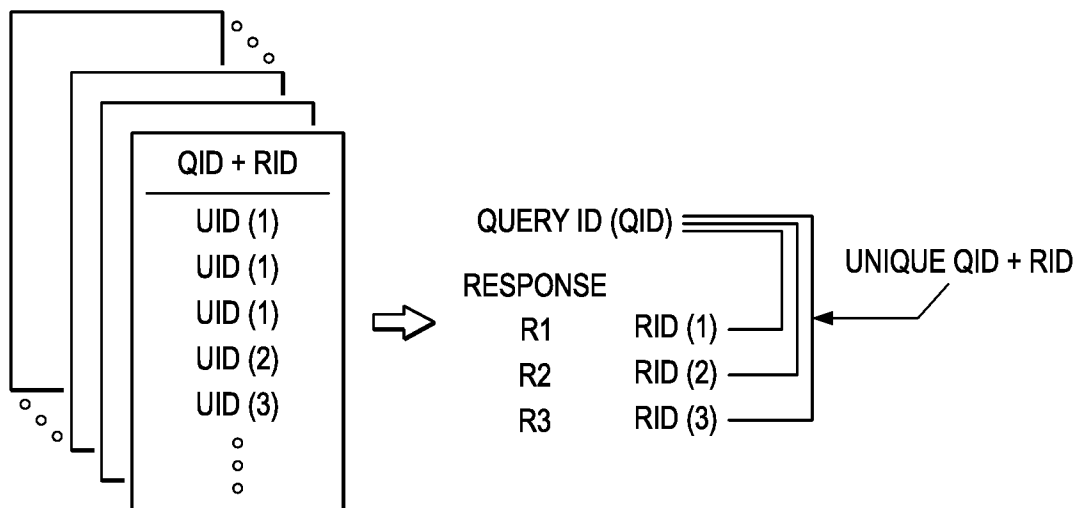 QID + RID
UID (1)
UID (1)
UID (1)
UID (2)
UID (3)
QUERY ID (QID)
RESPONSE
R1 RID (1)
R2 RID (2)
R3 RID (3)
UNIQUE QID + RID